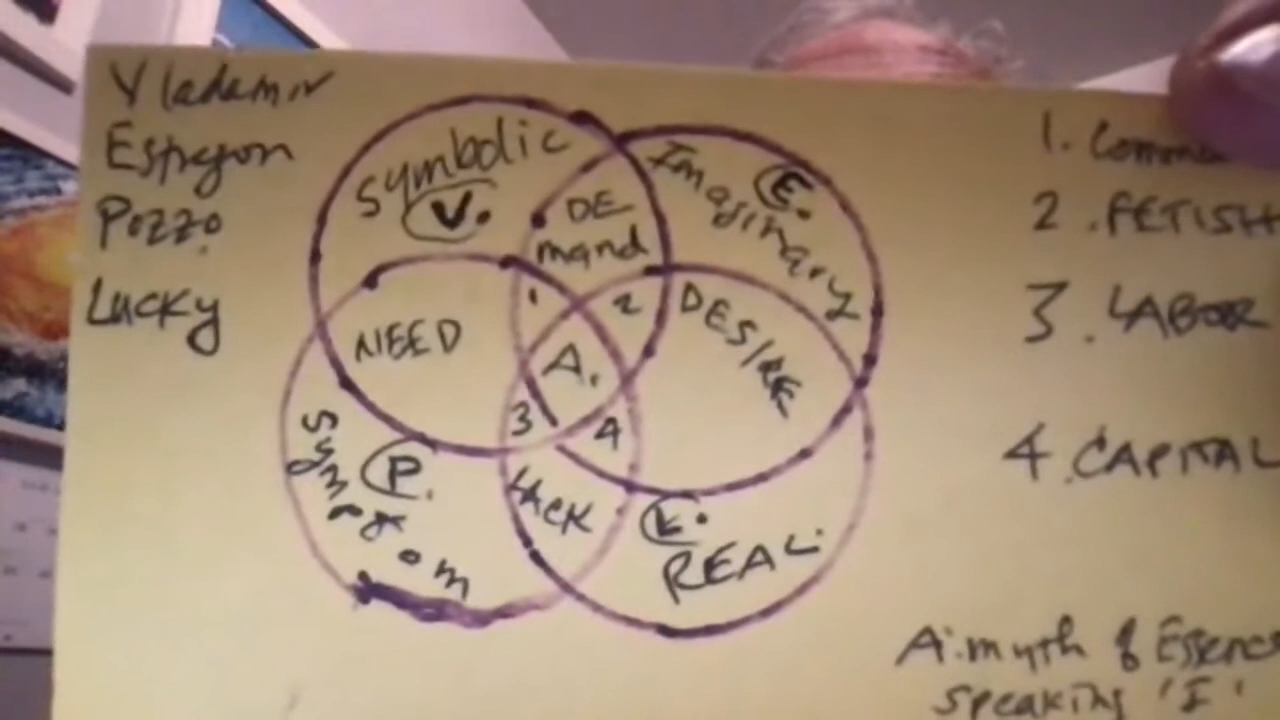 Vladamir
Estragon
Pozzo
Lucky
Symbolic
V.
DE
mand
Imaginary
E.
1
2
DESIRE
NEED
A.
3
4
Symptom
P.
LACK
L.
REAL
1.
2. FETISH
3. LABOR
4. CAPITAL
A: myth of Essence
speaking 'I'